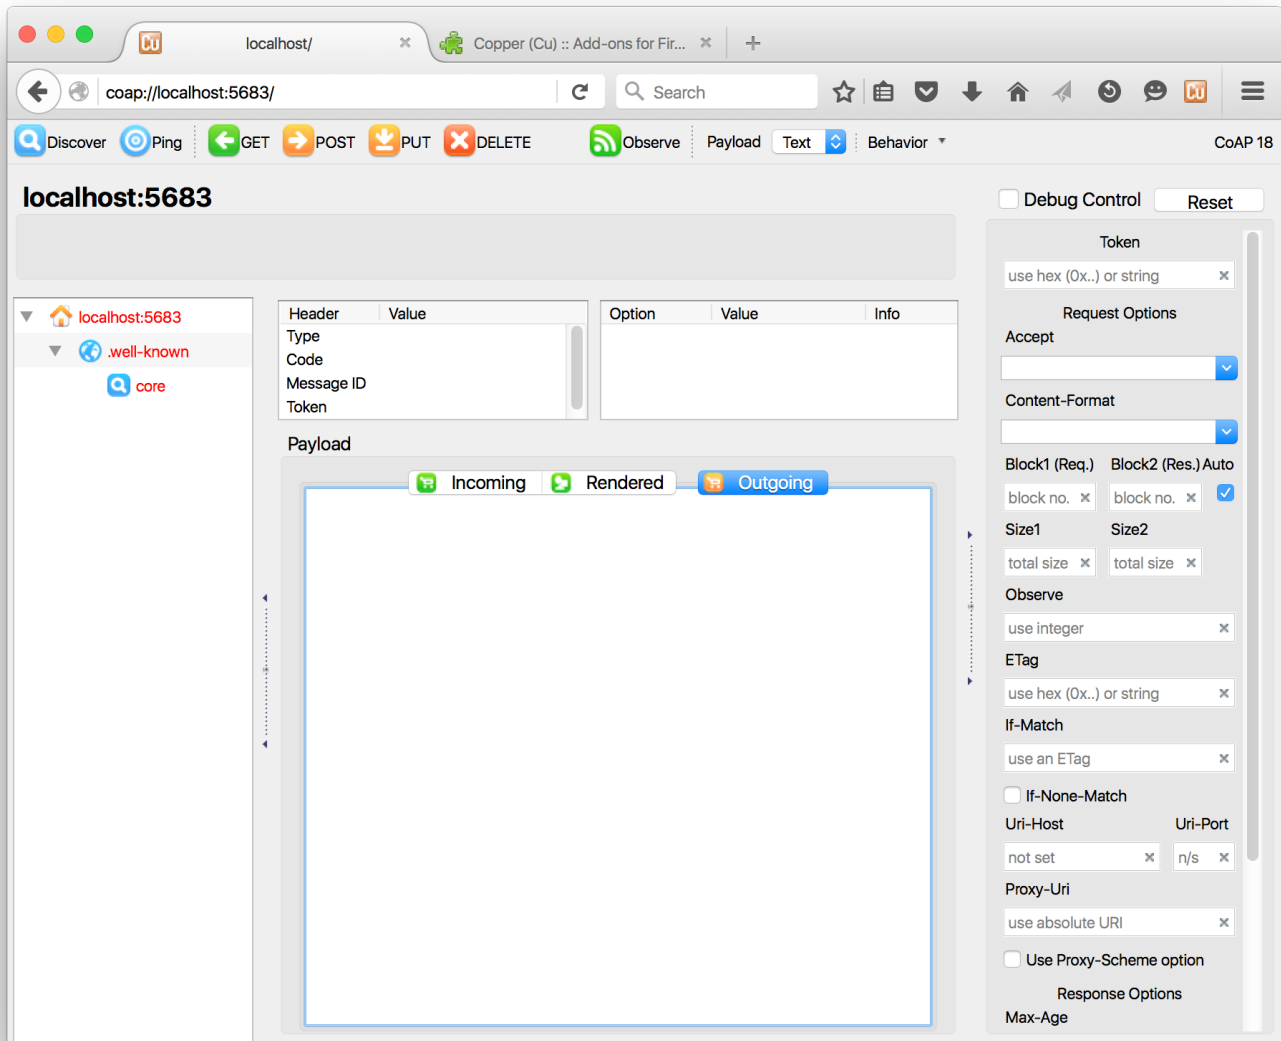 localhost/
Copper (Cu) :: Add-ons for Fir...
coap://localhost:5683/
Search
Discover Ping GET POST PUT DELETE Observe Payload Text Behavior CoAP 18
localhost:5683
Debug Control Reset
Token
use hex (0x..) or string
Request Options
Accept
Content-Format
Block1 (Req.) Block2 (Res.) Auto
block no. block no.
Size1 Size2
total size total size
Observe
use integer
ETag
use hex (0x..) or string
If-Match
use an ETag
If-None-Match
Uri-Host Uri-Port
not set n/s
Proxy-Uri
use absolute URI
Use Proxy-Scheme option
Response Options
Max-Age
localhost:5683
.well-known
core
Header Value
Type
Code
Message ID
Token
Option Value Info
Payload
Incoming Rendered Outgoing